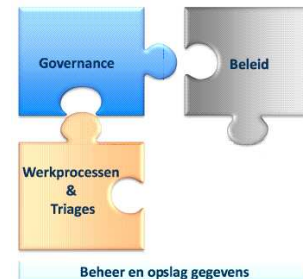 Governance
Beleid
Werkprocessen
&
Triages
Beheer en opslag gegevens